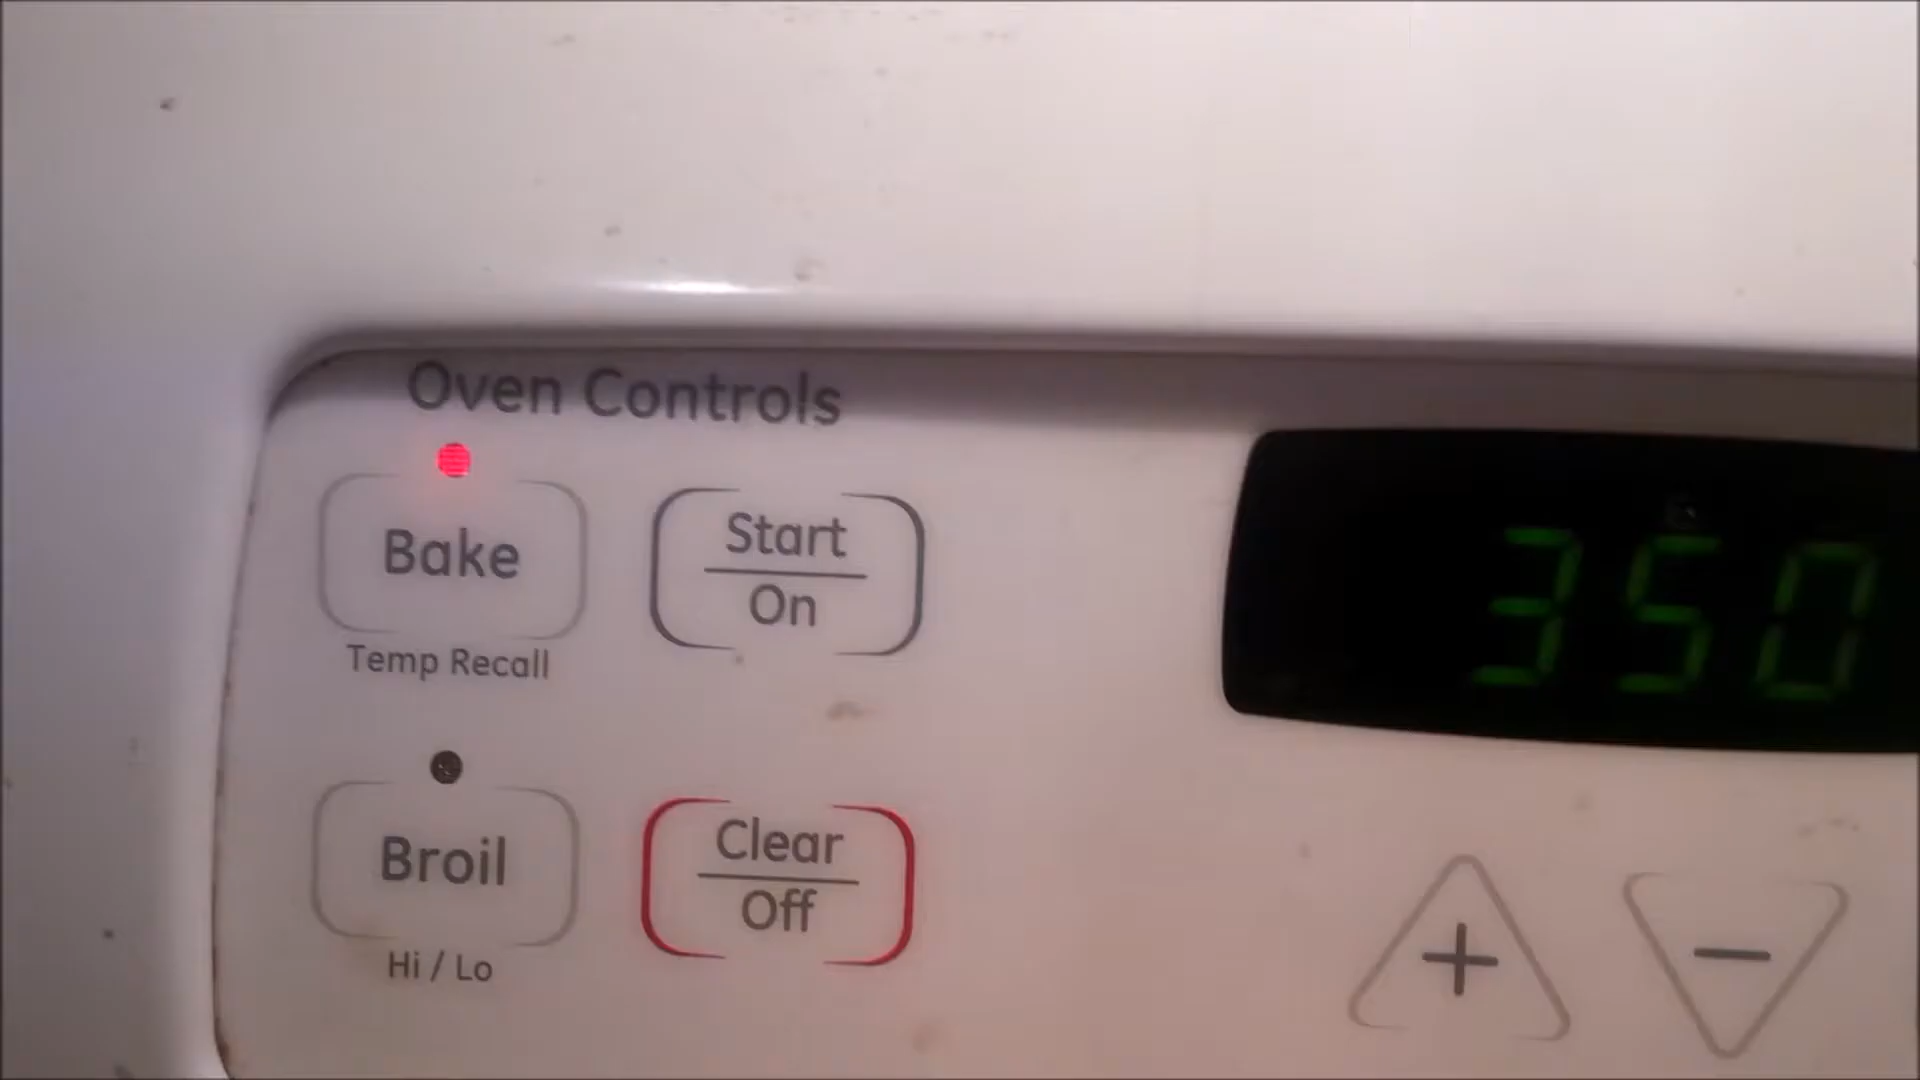 Oven Controls
Bake
Temp Recall
Start
On
350
Broil
Hi / Lo
Clear
Off
+
−